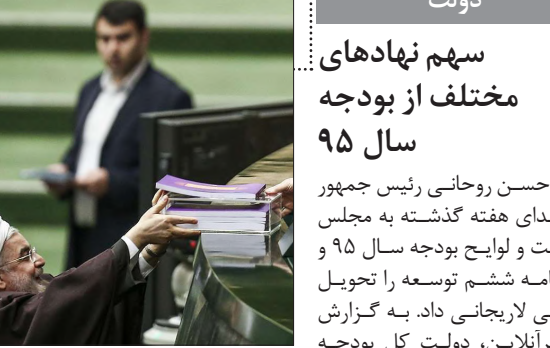 دولت
سهم نهادهای
مختلف از بودجه
سال ۹۵
حسن روحانی رئیس جمهور
هفته گذشته به مجلس
و لوایح بودجه سال ۹۵ و
ششم توسعه را تحویل
لاریجانی داد. به گزارش
دولت کل بودجه